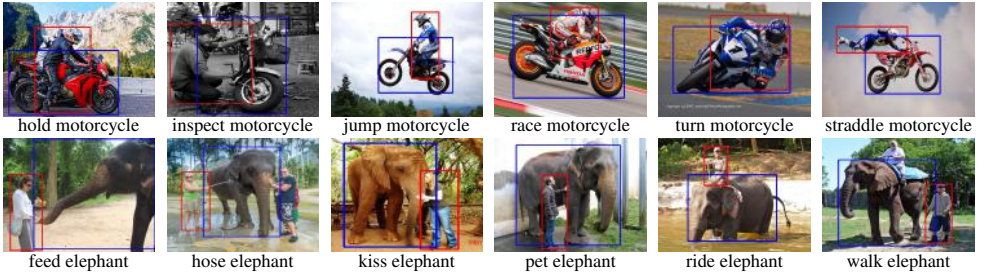 hold motorcycle
inspect motorcycle
jump motorcycle
race motorcycle
turn motorcycle
straddle motorcycle
feed elephant
hose elephant
kiss elephant
pet elephant
ride elephant
walk elephant